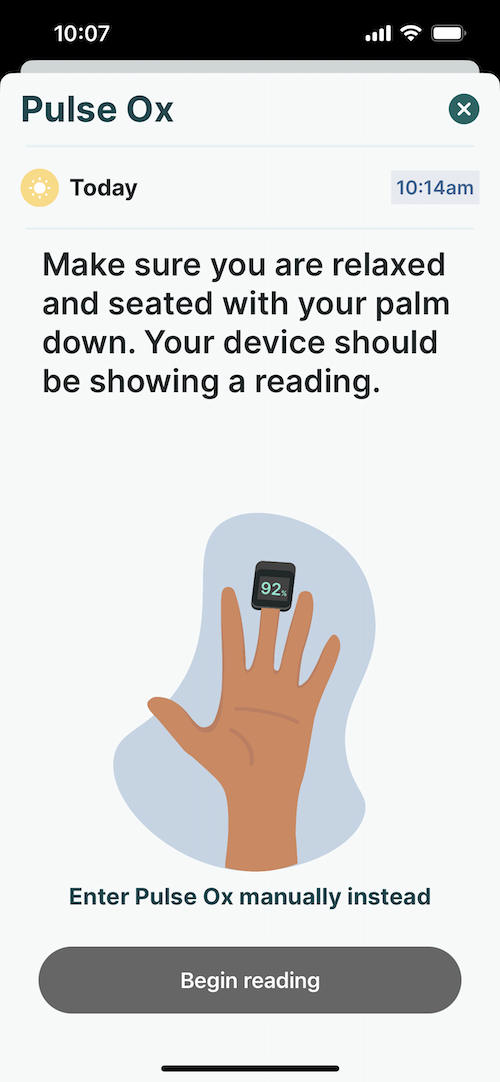 10:07
Pulse Ox
Today
10:14am
Make sure you are relaxed
and seated with your palm
down. Your device should
be showing a reading.
92%
Enter Pulse Ox manually instead
Begin reading